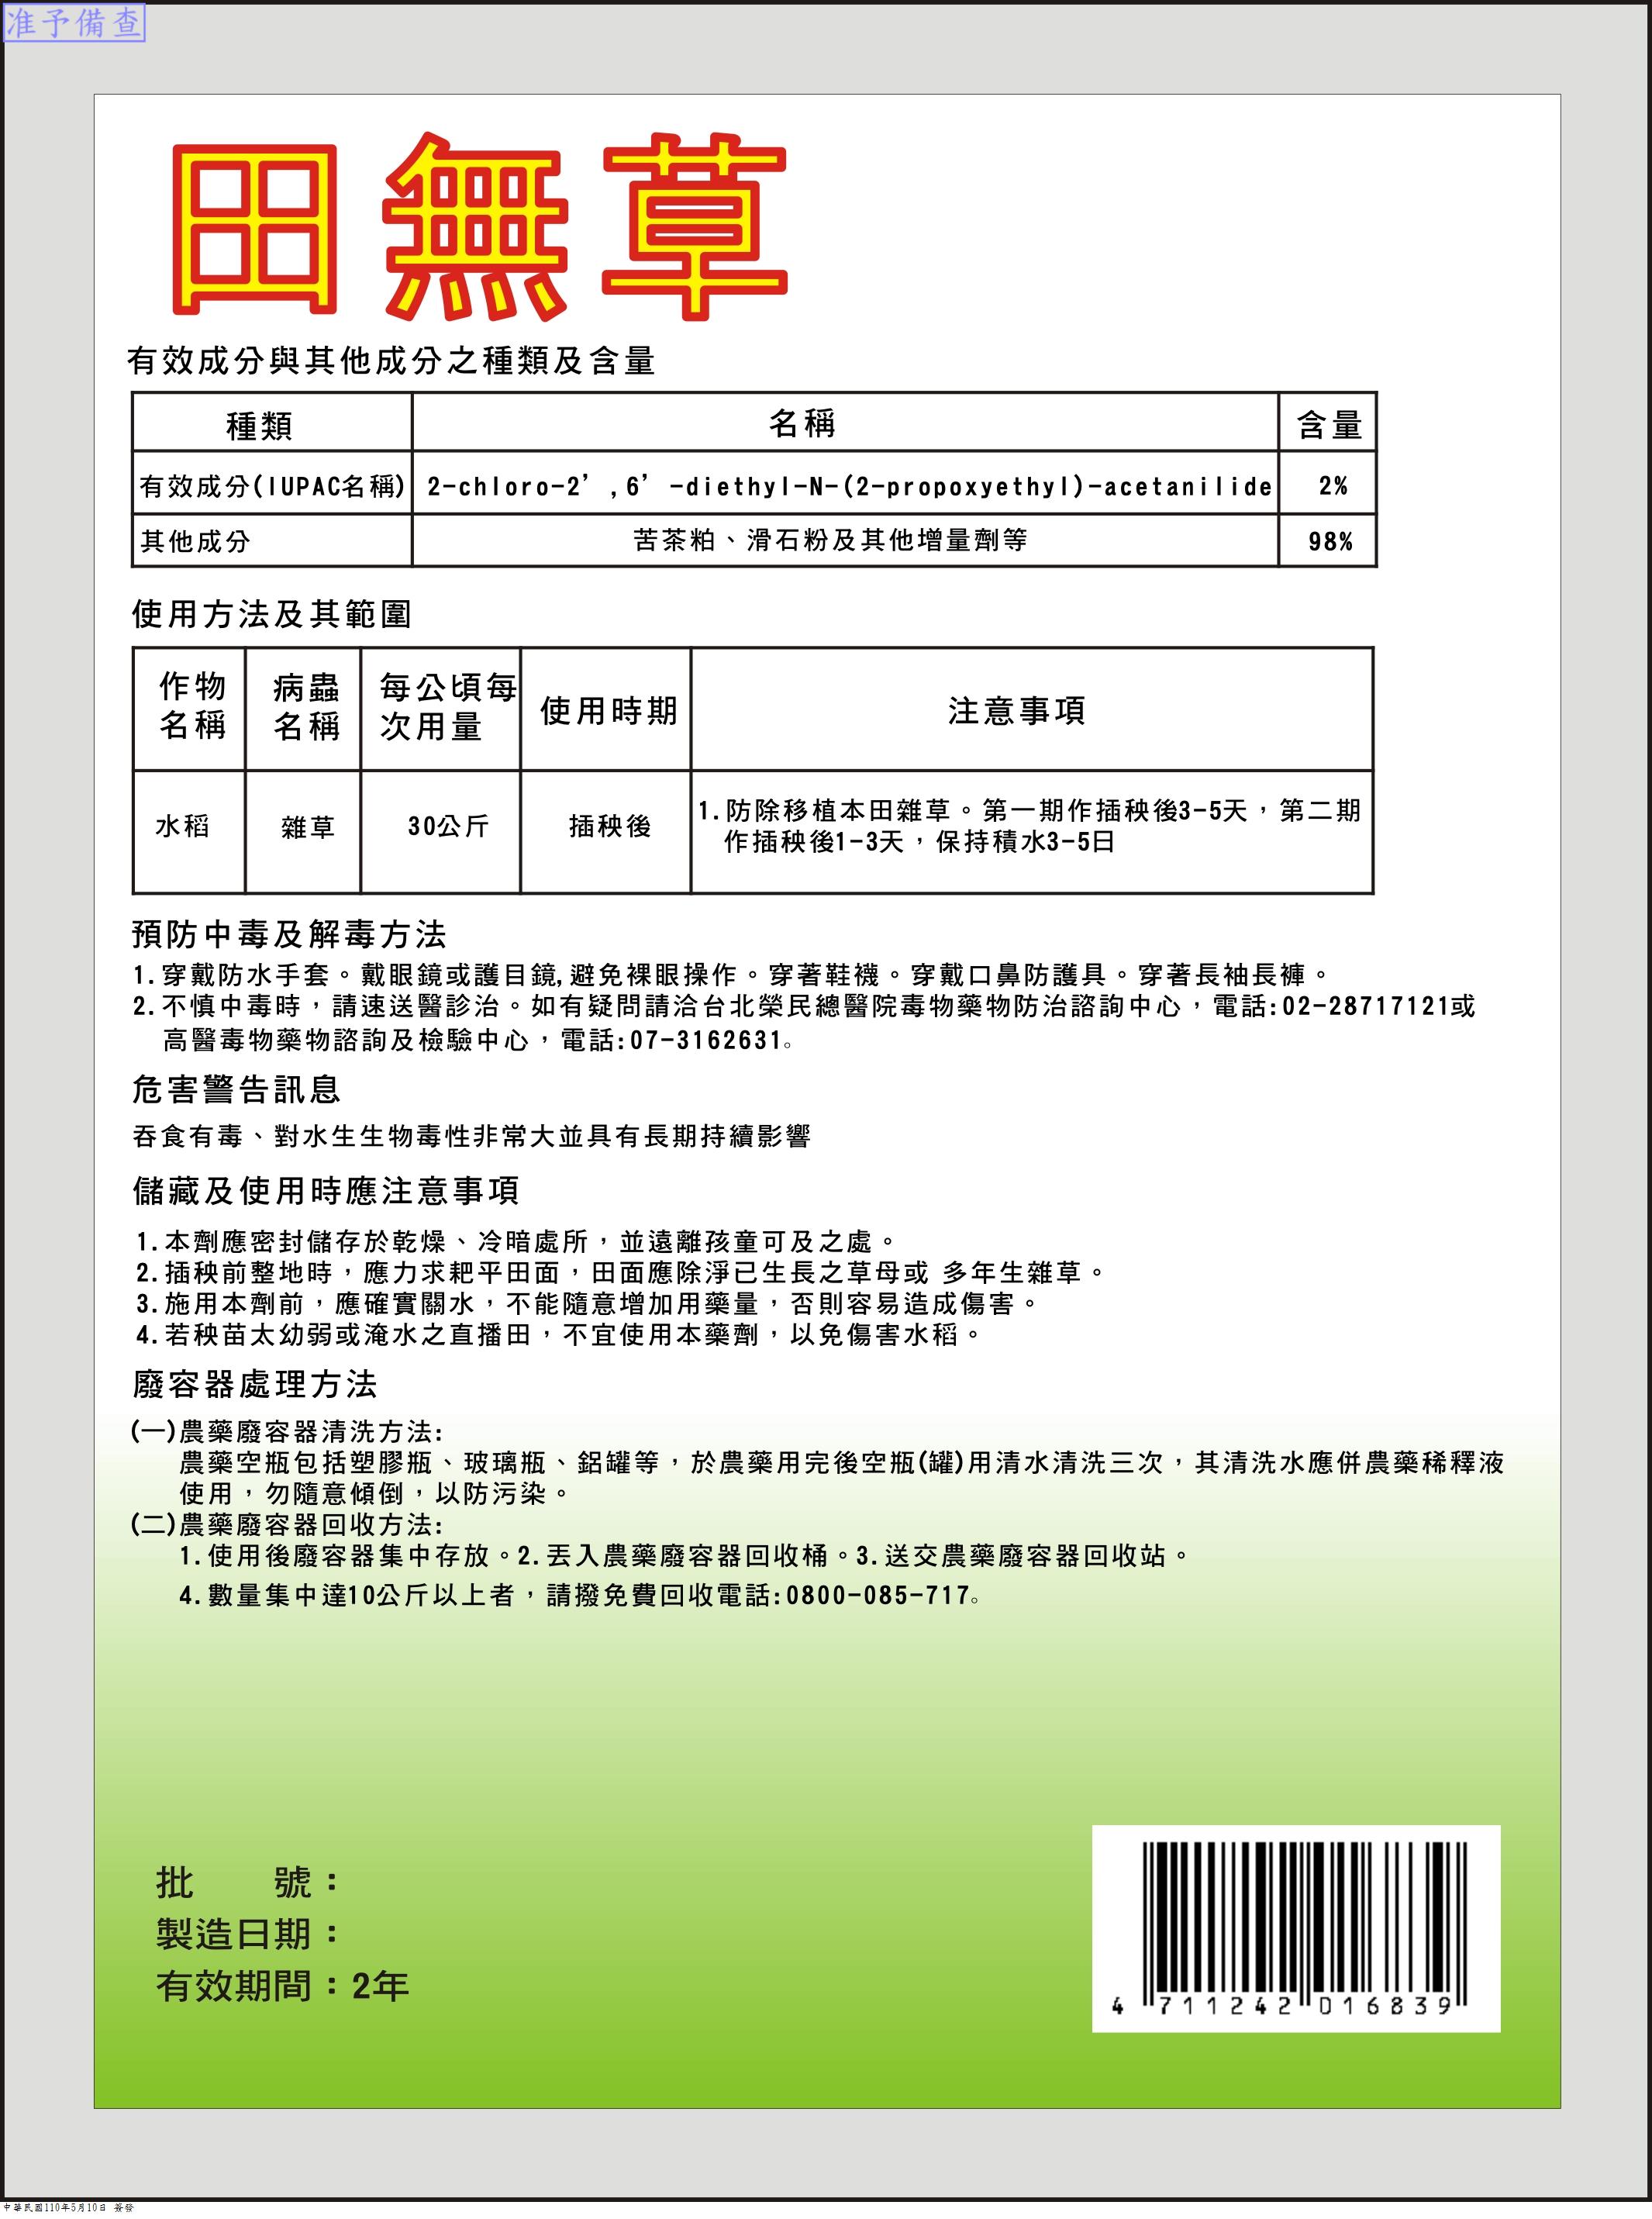 准予備查
田無草
有效成分與其他成分之種類及含量
種類 名稱 含量
有效成分(IUPAC名稱) 2-chloro-2’,6’-diethyl-N-(2-propoxyethyl)-acetanilide 2%
其他成分 苦茶粕、滑石粉及其他增量劑等 98%
使用方法及其範圍
作物名稱 病蟲名稱 每公頃每次用量 使用時期 注意事項
水稻 雜草 30公斤 插秧後 1.防除移植本田雜草。第一期作插秧後3-5天，第二期
作插秧後1-3天，保持積水3-5日
預防中毒及解毒方法
1.穿戴防水手套。戴眼鏡或護目鏡,避免裸眼操作。穿著鞋襪。穿戴口鼻防護具。穿著長袖長褲。
2.不慎中毒時，請速送醫診治。如有疑問請洽台北榮民總醫院毒物藥物防治諮詢中心，電話:02-28717121或
高醫毒物藥物諮詢及檢驗中心，電話:07-3162631。
危害警告訊息
吞食有毒、對水生生物毒性非常大並具有長期持續影響
儲藏及使用時應注意事項
1.本劑應密封儲存於乾燥、冷暗處所，並遠離孩童可及之處。
2.插秧前整地時，應力求耙平田面，田面應除淨己生長之草母或 多年生雜草。
3.施用本劑前，應確實關水，不能隨意增加用藥量，否則容易造成傷害。
4.若秧苗太幼弱或淹水之直播田，不宜使用本藥劑，以免傷害水稻。
廢容器處理方法
(一)農藥廢容器清洗方法:
農藥空瓶包括塑膠瓶、玻璃瓶、鋁罐等，於農藥用完後空瓶(罐)用清水清洗三次，其清洗水應併農藥稀釋液
使用，勿隨意傾倒，以防污染。
(二)農藥廢容器回收方法:
1.使用後廢容器集中存放。2.丟入農藥廢容器回收桶。3.送交農藥廢容器回收站。
4.數量集中達10公斤以上者，請撥免費回收電話:0800-085-717。
批　　號：
製造日期：
有效期間：2年
4 711242 016839
中華民國110年5月10日 簽發